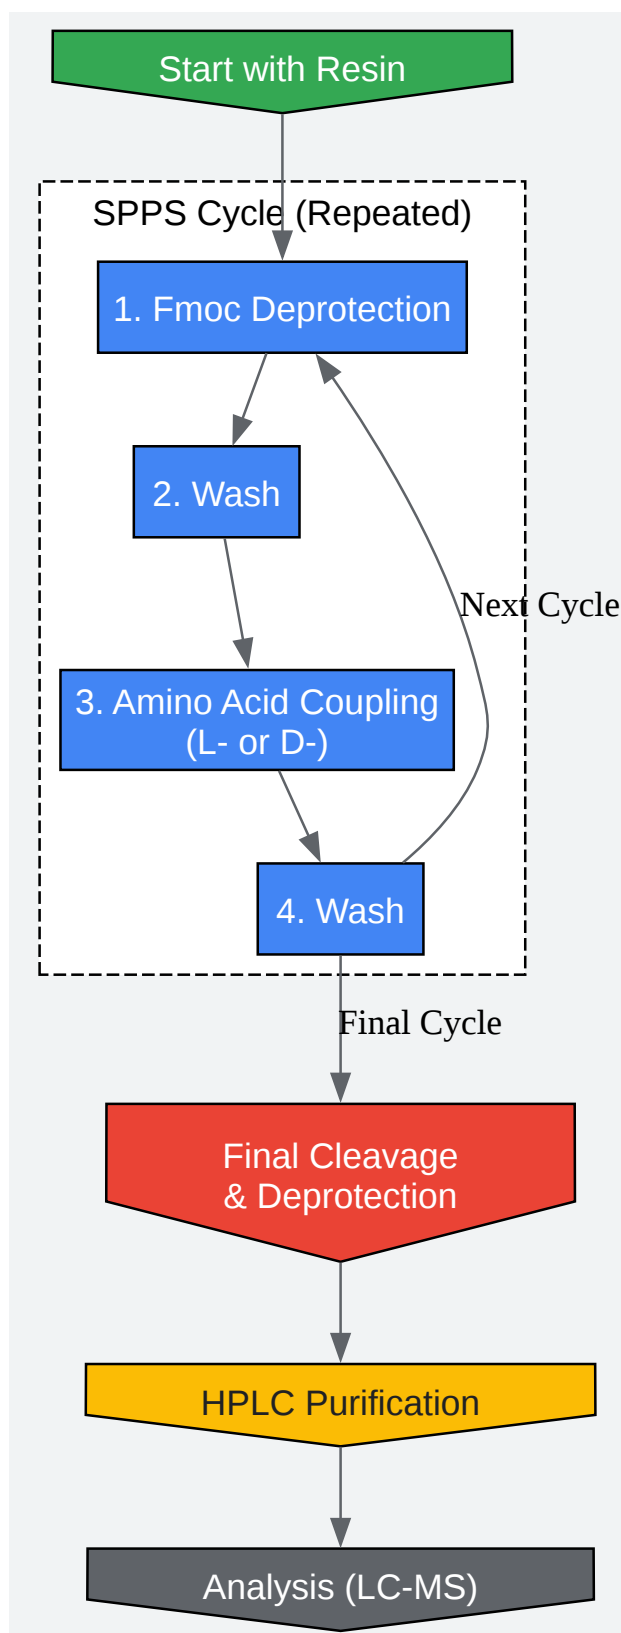 Start with Resin
SPPS Cycle (Repeated)
1. Fmoc Deprotection
2. Wash
Next Cycle
3. Amino Acid Coupling
(L- or D-)
4. Wash
Final Cycle
Final Cleavage
& Deprotection
HPLC Purification
Analysis (LC-MS)